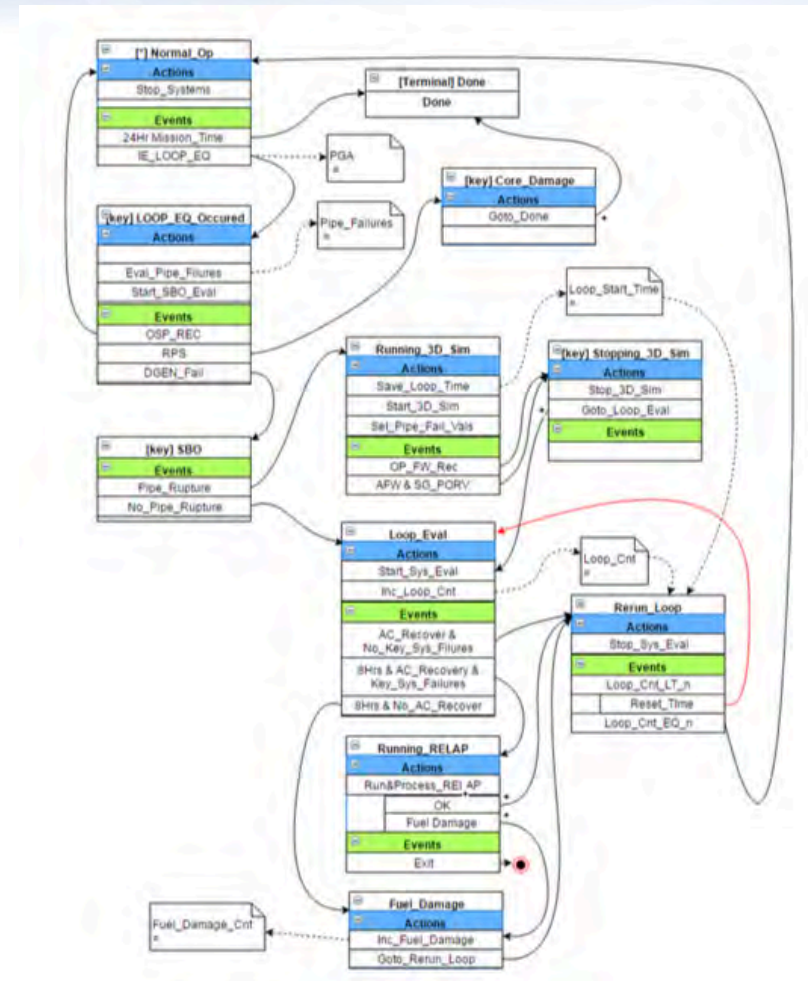 [*] Normal_Op
Actions
Stop_Systems
Events
24Hr Mission_Time
IE_LOOP_EQ
[Terminal] Done
Done
PGA
[key] Core_Damage
Actions
Goto_Done
[key] LOOP_EQ_Occured
Actions
Eval_Pipe_Filures
Start_SBO_Eval
Events
OSP_REC
RPS
DGEN_Fail
Pipe_Failures
Loop_Start_Time
Running_3D_Sim
Actions
Save_Loop_Time
Start_3D_Sim
Set_Pipe_Fail_Vals
Events
OP_FW_Rec
AFW & SG_PORV
[key] Stopping_3D_Sim
Actions
Stop_3D_Sim
Goto_Loop_Eval
Events
[key] SBO
Events
Pipe_Rupture
No_Pipe_Rupture
Loop_Eval
Actions
Start_Sys_Eval
Inc_Loop_Cnt
Events
AC_Recover &
No_Key_Sys_Filures
8Hrs & AC_Recovery &
Key_Sys_Failures
8Hrs & No_AC_Recover
Loop_Cnt
Rerun_Loop
Actions
Stop_Sys_Eval
Events
Loop_Cnt_LT_n
Reset_Time
Loop_Cnt_EQ_n
Running_RELAP
Actions
Run&Process_RELAP
OK
Fuel Damage
Events
Exit
Fuel_Damage
Actions
Inc_Fuel_Damage
Goto_Rerun_Loop
Fuel_Damage_Cnt